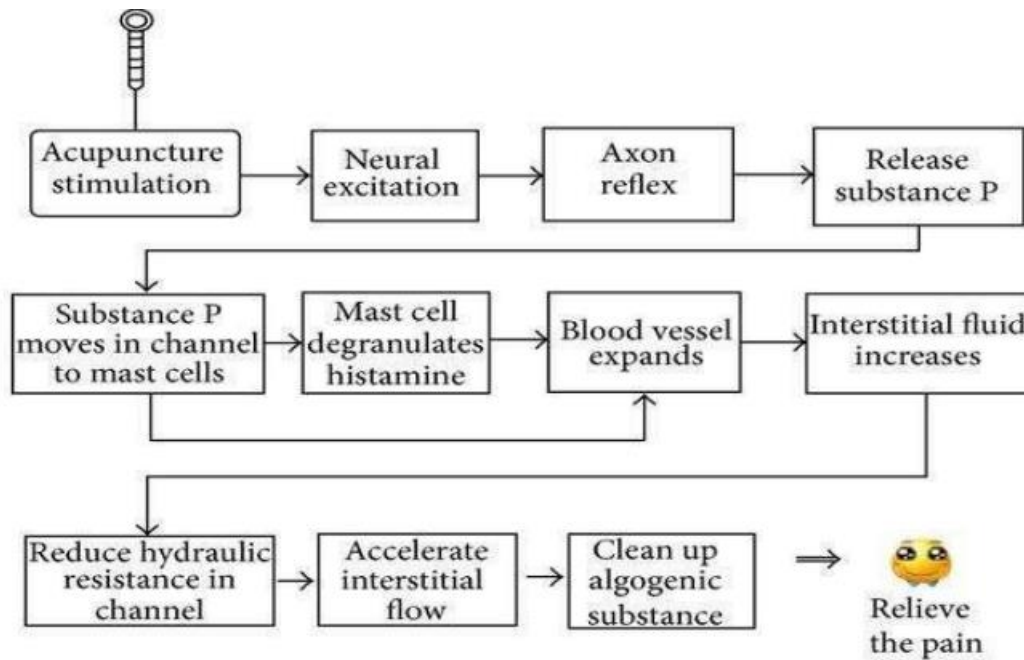 Acupuncture
stimulation
Neural
excitation
Axon
reflex
Release
substance P
Substance P
moves in channel
to mast cells
Mast cell
degranulates
histamine
Blood vessel
expands
Interstitial fluid
increases
Reduce hydraulic
resistance in
channel
Accelerate
interstitial
flow
Clean up
algogenic
substance
Relieve
the pain